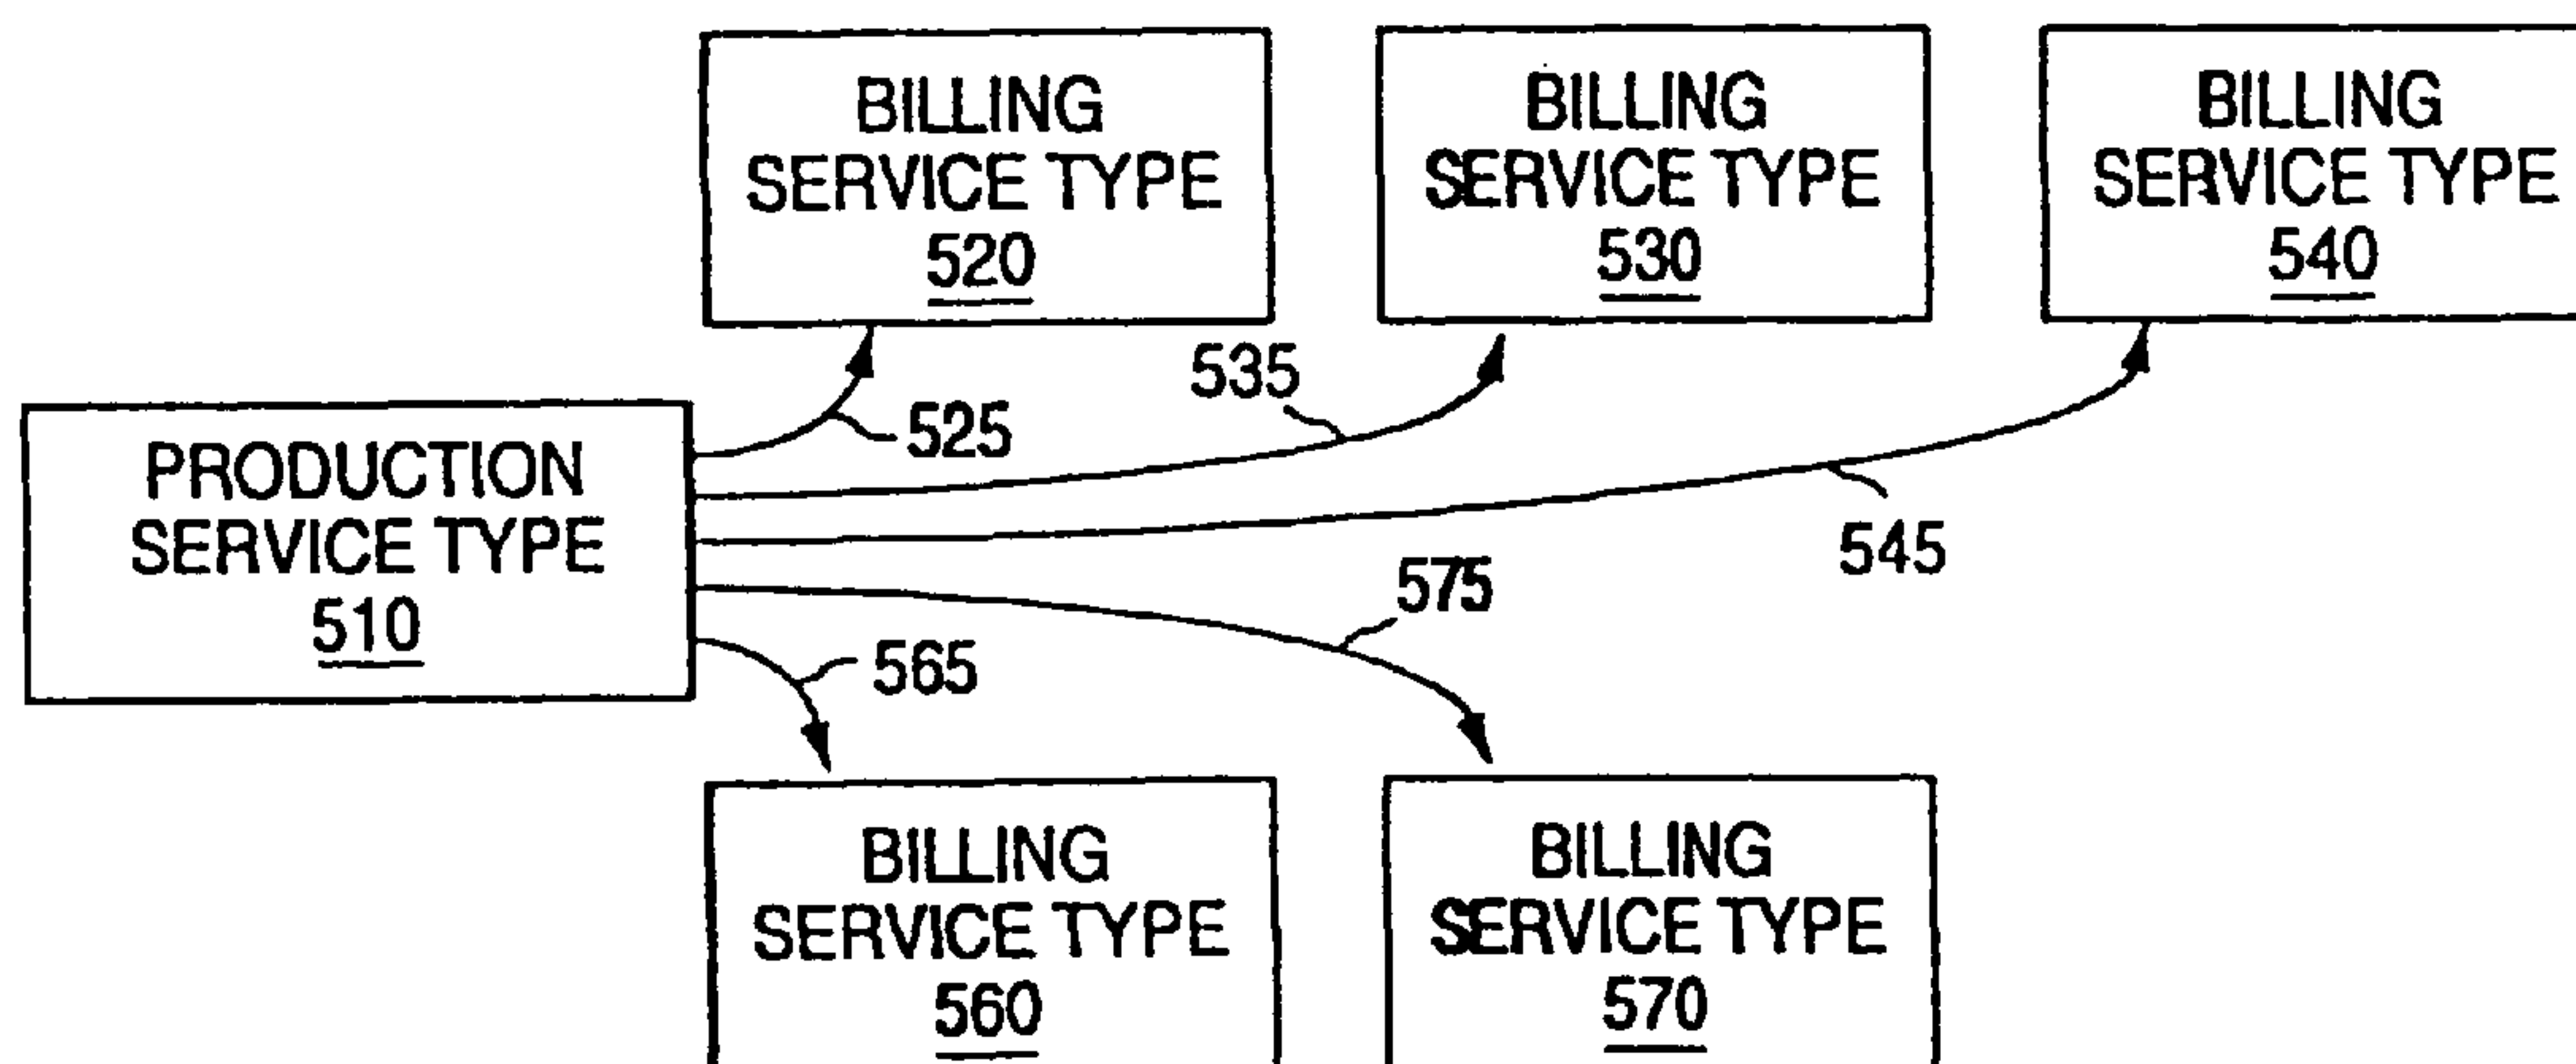 BILLING
SERVICE TYPE
520
BILLING
SERVICE TYPE
530
BILLING
SERVICE TYPE
540
535
525
PRODUCTION
SERVICE TYPE
510
545
575
565
BILLING
SERVICE TYPE
560
BILLING
SERVICE TYPE
570